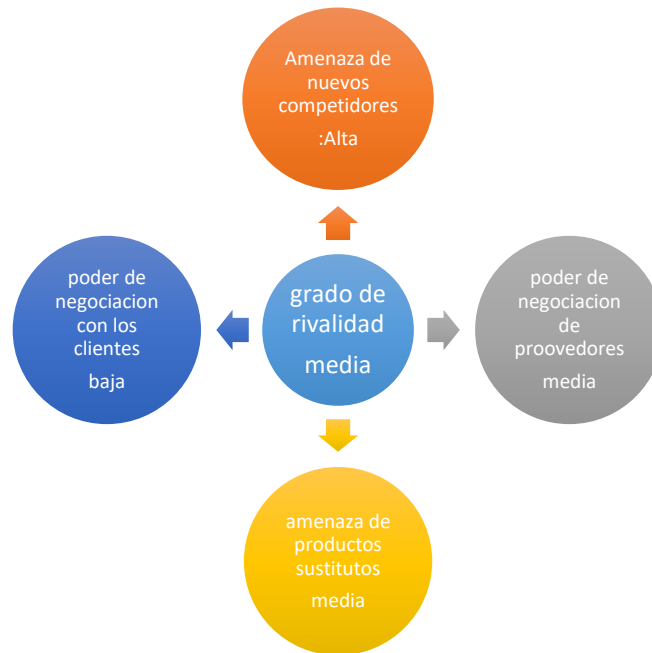 Amenaza de
nuevos
competidores
:Alta
poder de
negociacion
con los
clientes
baja
grado de
rivalidad
media
poder de
negociacion
de
proovedores
media
amenaza de
productos
sustitutos
media